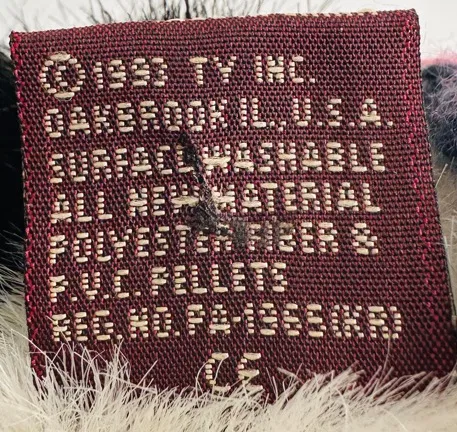 © 1993 TY INC.
OAKBROOK IL., U.S.A.
SURFACE WASHABLE
ALL NEW MATERIAL
POLYESTER FIBER &
P.V.C. PELLETS
REG. NO. PA-1965(KR)
CE